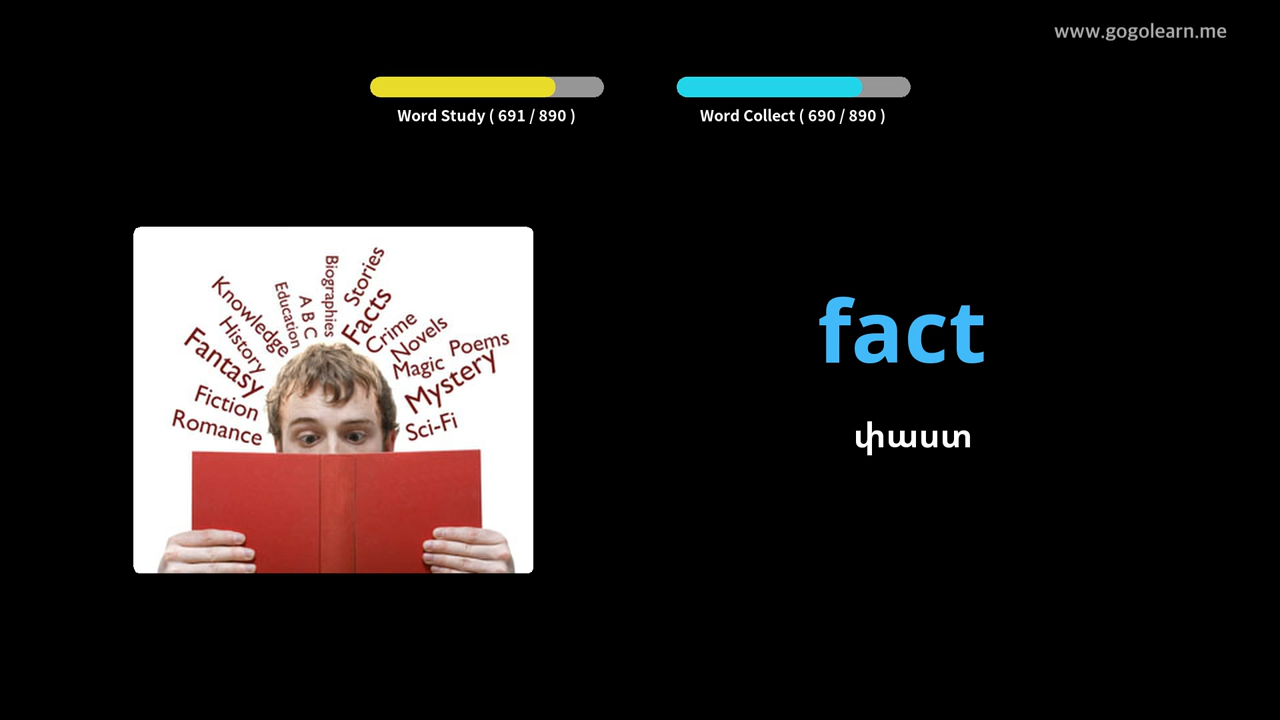 www.gogolearn.me
Word Study ( 691 / 890 )
Word Collect ( 690 / 890 )
Knowledge
History
Fantasy
Fiction
Romance
Education
A B C
Biographies
Stories
Facts
Crime
Novels
Magic
Poems
Mystery
Sci-Fi
fact
փաստ